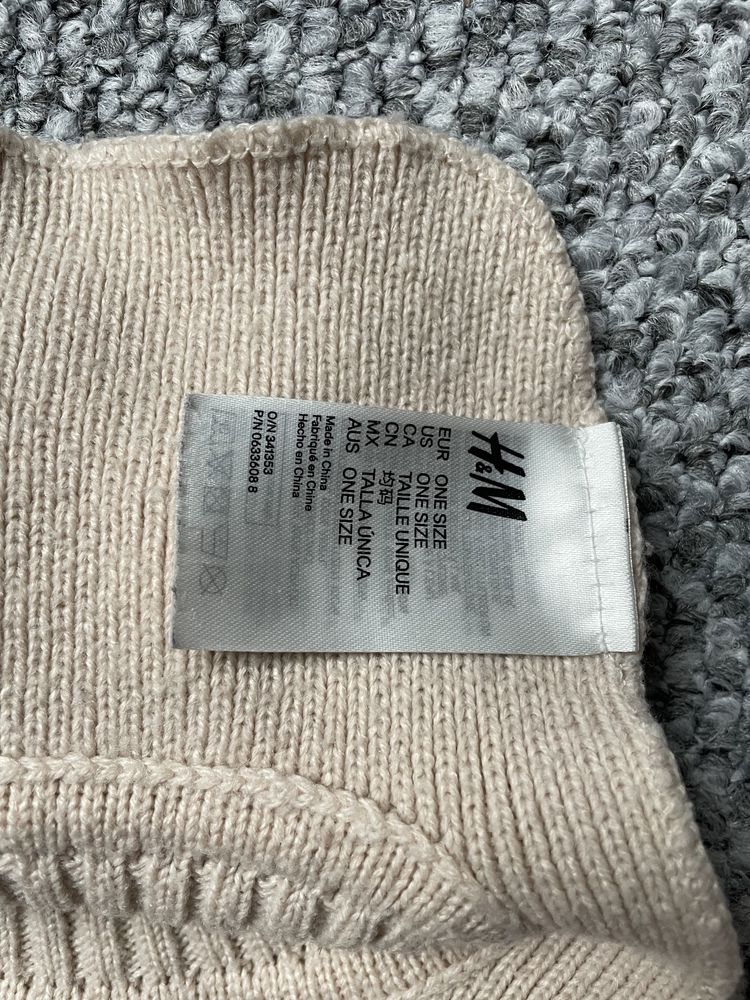 H&M
EUR ONE SIZE
US ONE SIZE
CA TAILLE UNIQUE
CN 均码
MX TALLA ÚNICA
AUS ONE SIZE
Made in China
Fabriqué en Chine
Hecho en China
O/N 341353
P/N 0633608 8